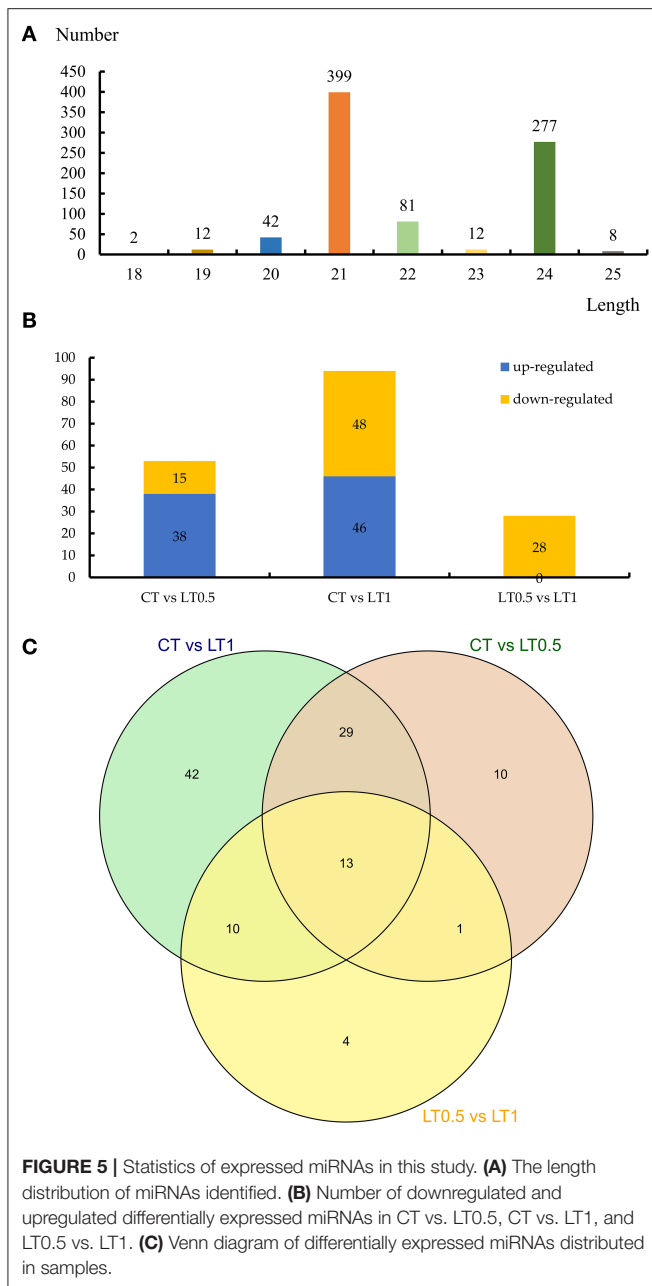 A Number
450
400
350
300
250
200
150
100
50
0
2 12 42 399 81 12 277 8
18 19 20 21 22 23 24 25
Length
B
100
90
80
70
60
50
40
30
20
10
0
up-regulated
down-regulated
15 48 28
38 46 0
CT vs LT0.5 CT vs LT1 LT0.5 vs LT1
C
CT vs LT1 CT vs LT0.5
29
42 10
13
10 1
4
LT0.5 vs LT1
FIGURE 5 | Statistics of expressed miRNAs in this study. (A) The length
distribution of miRNAs identified. (B) Number of downregulated and
upregulated differentially expressed miRNAs in CT vs. LT0.5, CT vs. LT1, and
LT0.5 vs. LT1. (C) Venn diagram of differentially expressed miRNAs distributed
in samples.